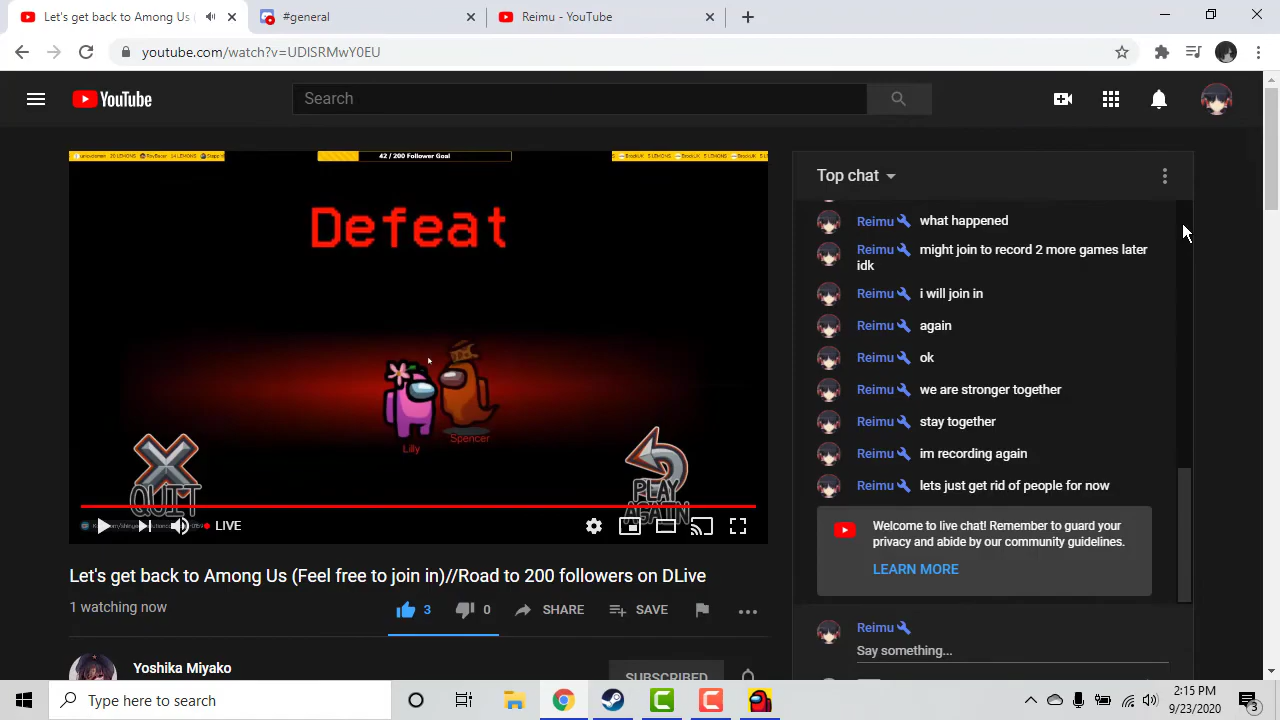 Let's get back to Among Us
#general
Reimu - YouTube
youtube.com/watch?v=UDlSRMwY0EU
YouTube
Search
42 / 200 Follower Goal
Defeat
Lilly
Spencer
QUIT
PLAY
AGAIN
LIVE
Let's get back to Among Us (Feel free to join in)//Road to 200 followers on DLive
1 watching now
3
0
SHARE
SAVE
Yoshika Miyako
SUBSCRIBED
Top chat
Reimu what happened
Reimu might join to record 2 more games later
idk
Reimu i will join in
Reimu again
Reimu ok
Reimu we are stronger together
Reimu stay together
Reimu im recording again
Reimu lets just get rid of people for now
Welcome to live chat! Remember to guard your
privacy and abide by our community guidelines.
LEARN MORE
Reimu
Say something...
Type here to search
2:15 PM
9/23/2020
3